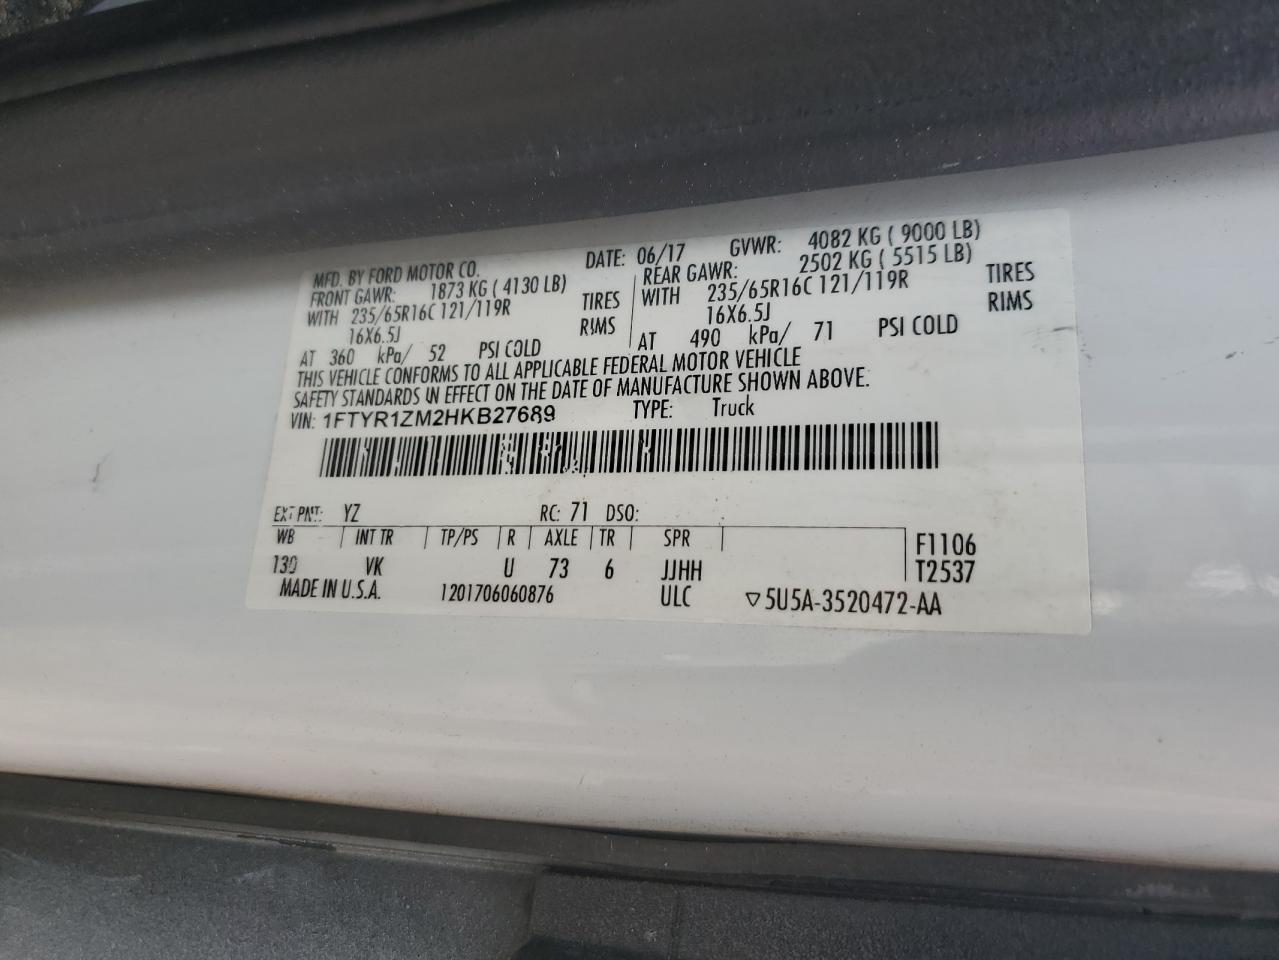 MFD. BY FORD MOTOR CO. DATE: 06/17 GVWR: 4082 KG ( 9000 LB)
FRONT GAWR: 1873 KG ( 4130 LB) REAR GAWR: 2502 KG ( 5515 LB)
WITH 235/65R16C 121/119R TIRES WITH 235/65R16C 121/119R TIRES
16X6.5J RIMS 16X6.5J RIMS
AT 360 kPa/ 52 PSI COLD AT 490 kPa/ 71 PSI COLD
THIS VEHICLE CONFORMS TO ALL APPLICABLE FEDERAL MOTOR VEHICLE
SAFETY STANDARDS IN EFFECT ON THE DATE OF MANUFACTURE SHOWN ABOVE.
VIN: 1FTYR1ZM2HKB27689 TYPE: Truck
EXT PNT: YZ RC: 71 DSO:
WB INT TR TP/PS R AXLE TR SPR F1106
130 VK U 73 6 JJHH T2537
MADE IN U.S.A. 1201706060876 ULC ▽5U5A-3520472-AA